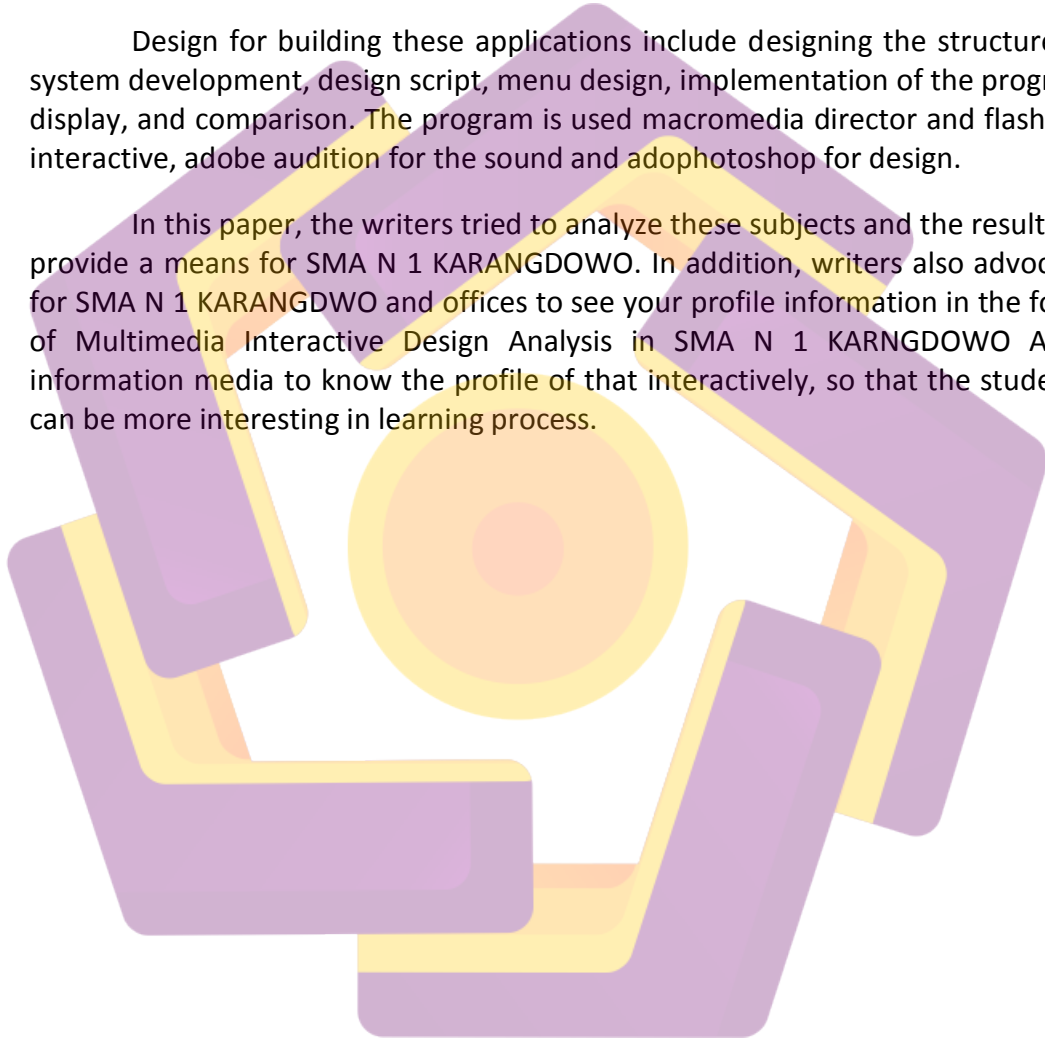 Design for building these applications include designing the structure
system development, design script, menu design, implementation of the progr
display, and comparison. The program is used macromedia director and flash
interactive, adobe audition for the sound and adophotoshop for design.
In this paper, the writers tried to analyze these subjects and the result
provide a means for SMA N 1 KARANGDOWO. In addition, writers also advoc
for SMA N 1 KARANGDWO and offices to see your profile information in the fo
of Multimedia Interactive Design Analysis in SMA N 1 KARNGDOWO A
information media to know the profile of that interactively, so that the stude
can be more interesting in learning process.